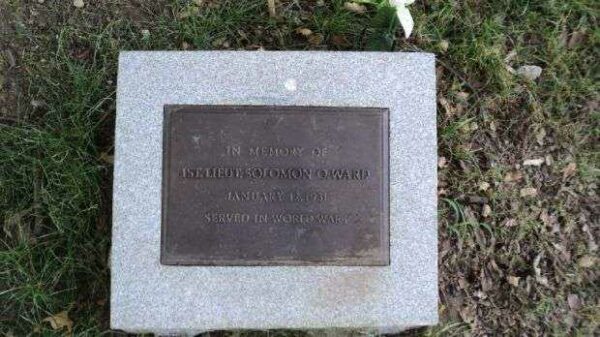 IN MEMORY OF
1ST. LIEUT. SOLOMON O. WARD
JANUARY
SERVED IN WORLD WAR